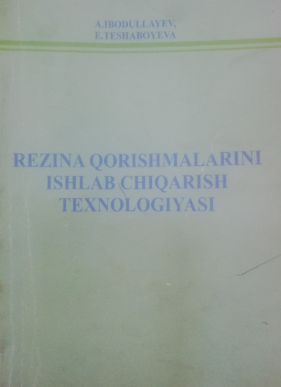 A.IBODULLAYEV,
E.TESHABOYEVA
REZINA QORISHMALARINI
ISHLAB CHIQARISH
TEXNOLOGIYASI